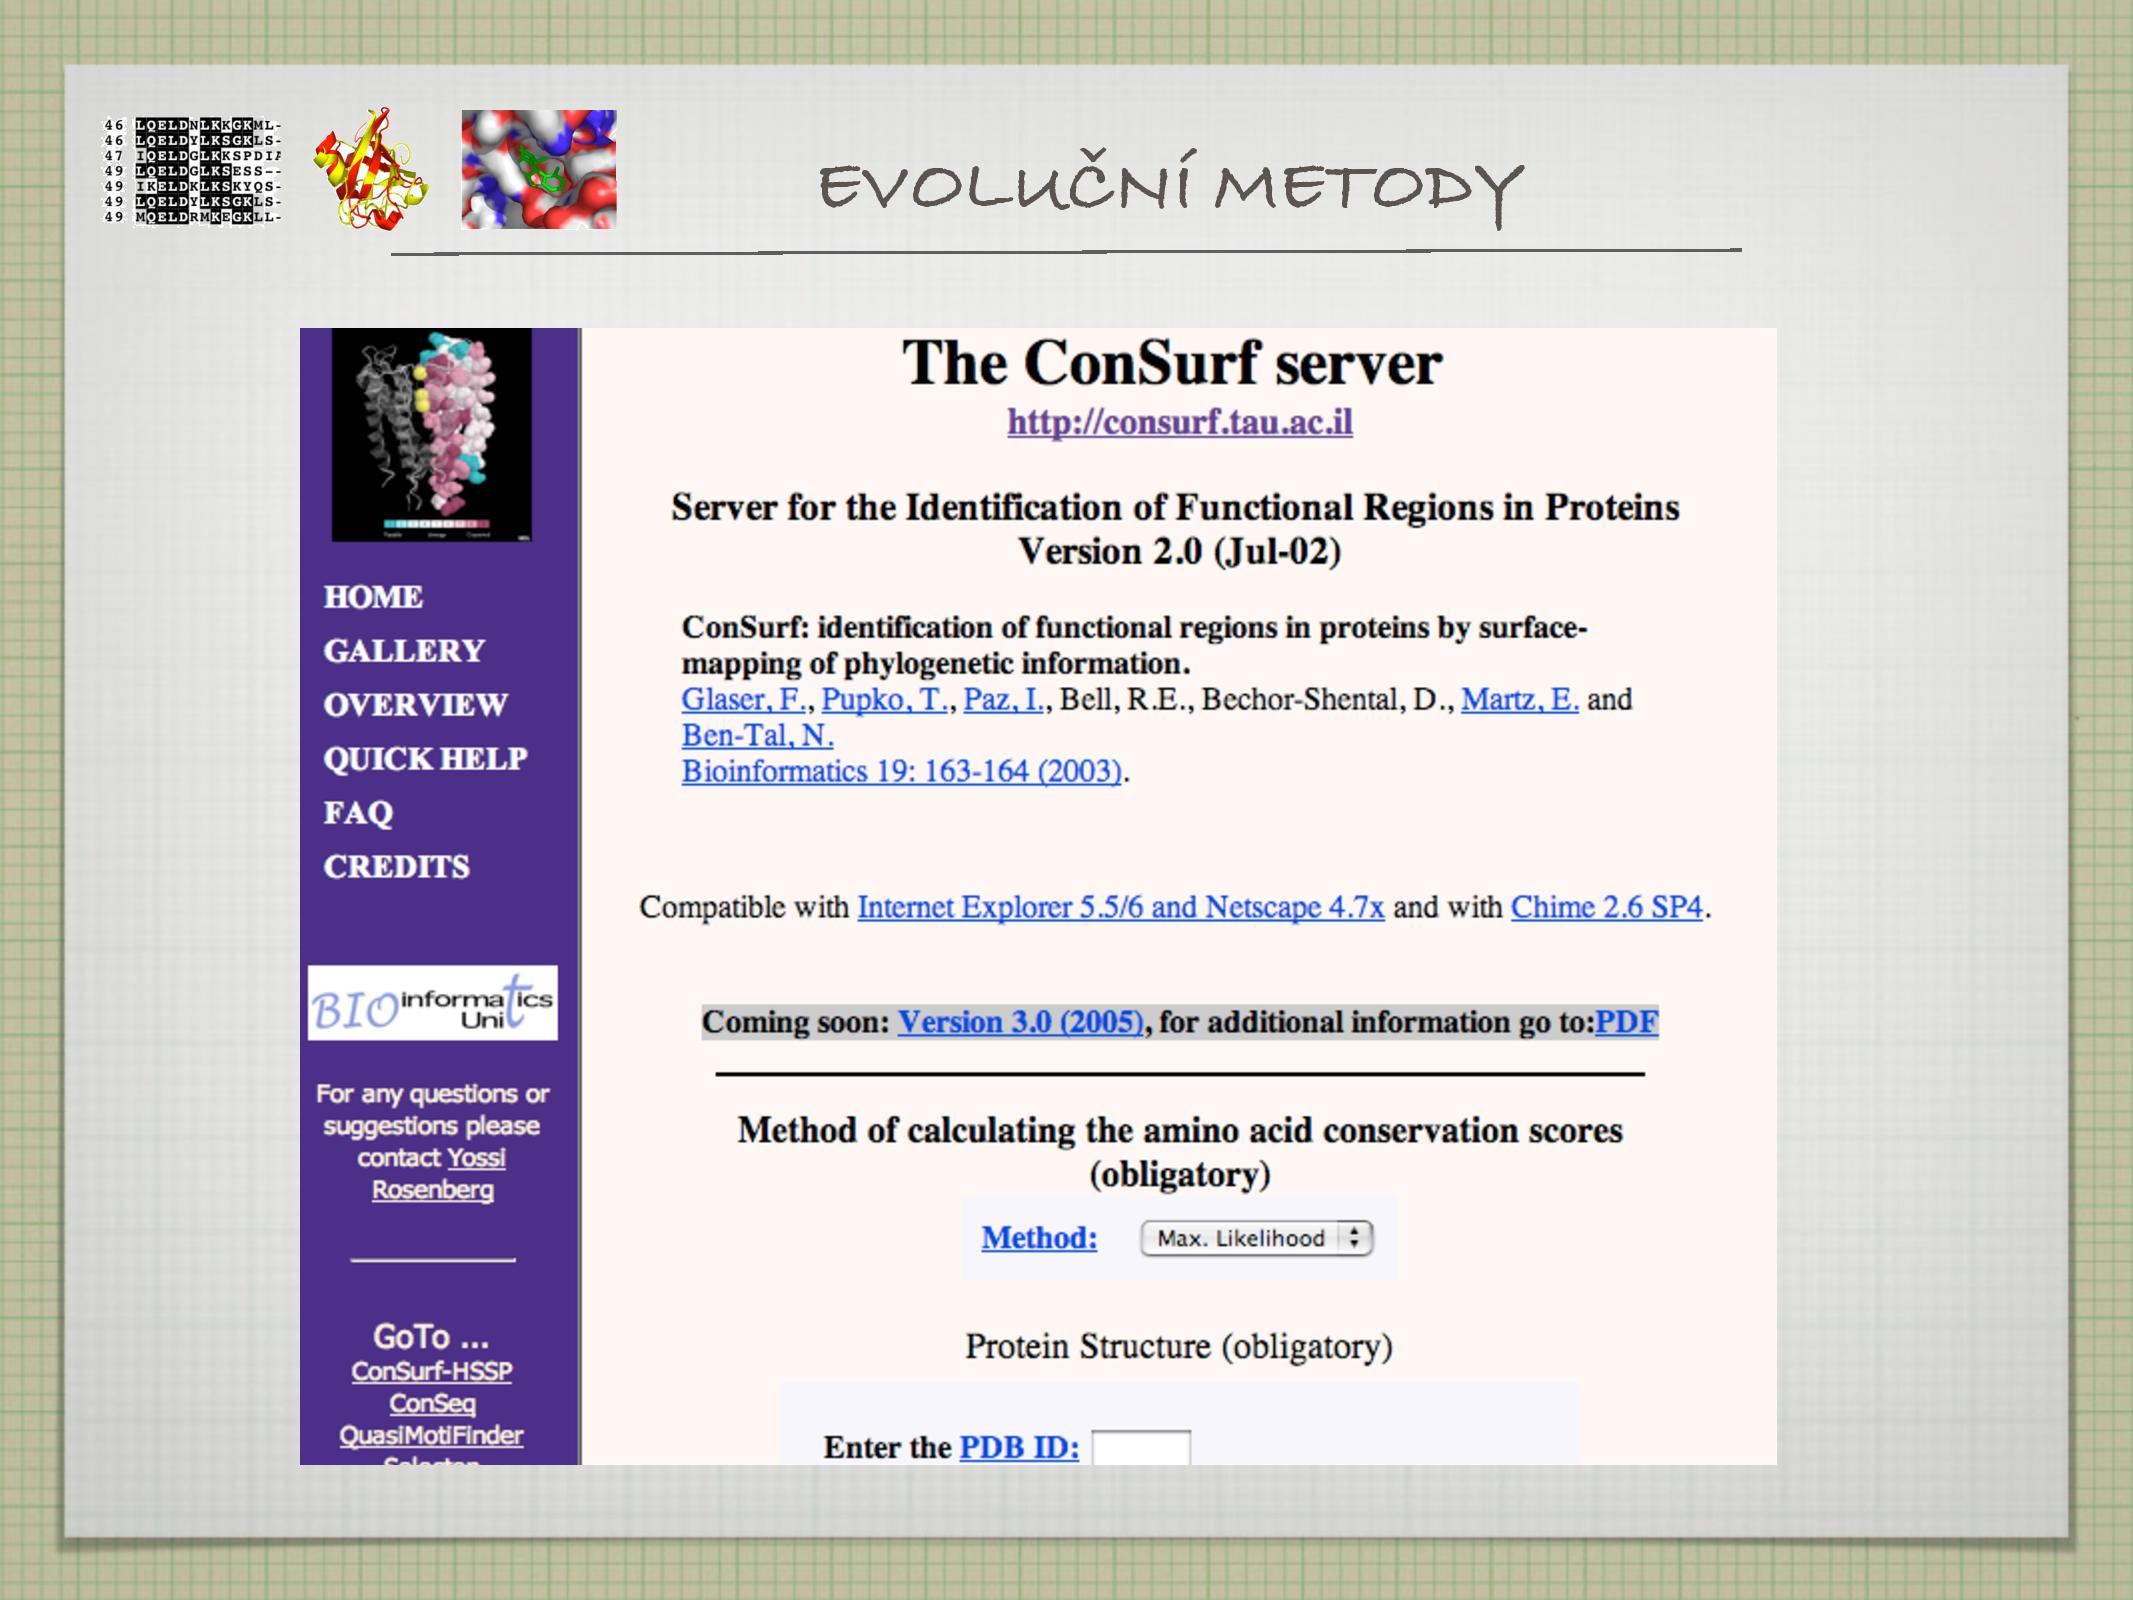 46 LQELDNLKKGKML-
46 LQELDYLKSGKLS-
47 IQELDGLKKSPDIA
49 LQELDGLKSESS--
49 IKELDKLKSKYQS-
49 LQELDYLKSGKLS-
49 MQELDRMKEGKLL-
EVOLUČNÍ METODY
The ConSurf server
http://consurf.tau.ac.il
Server for the Identification of Functional Regions in Proteins
Version 2.0 (Jul-02)
ConSurf: identification of functional regions in proteins by surface-
mapping of phylogenetic information.
Glaser, F., Pupko, T., Paz, I., Bell, R.E., Bechor-Shental, D., Martz, E. and
Ben-Tal, N.
Bioinformatics 19: 163-164 (2003).
Compatible with Internet Explorer 5.5/6 and Netscape 4.7x and with Chime 2.6 SP4.
Coming soon: Version 3.0 (2005), for additional information go to:PDF
Method of calculating the amino acid conservation scores
(obligatory)
Method: Max. Likelihood
Protein Structure (obligatory)
Enter the PDB ID:
Variable Average Conserved
HOME
GALLERY
OVERVIEW
QUICK HELP
FAQ
CREDITS
BIOinformatics
Unit
For any questions or
suggestions please
contact Yossi
Rosenberg
GoTo ...
ConSurf-HSSP
ConSeq
QuasiMotiFinder